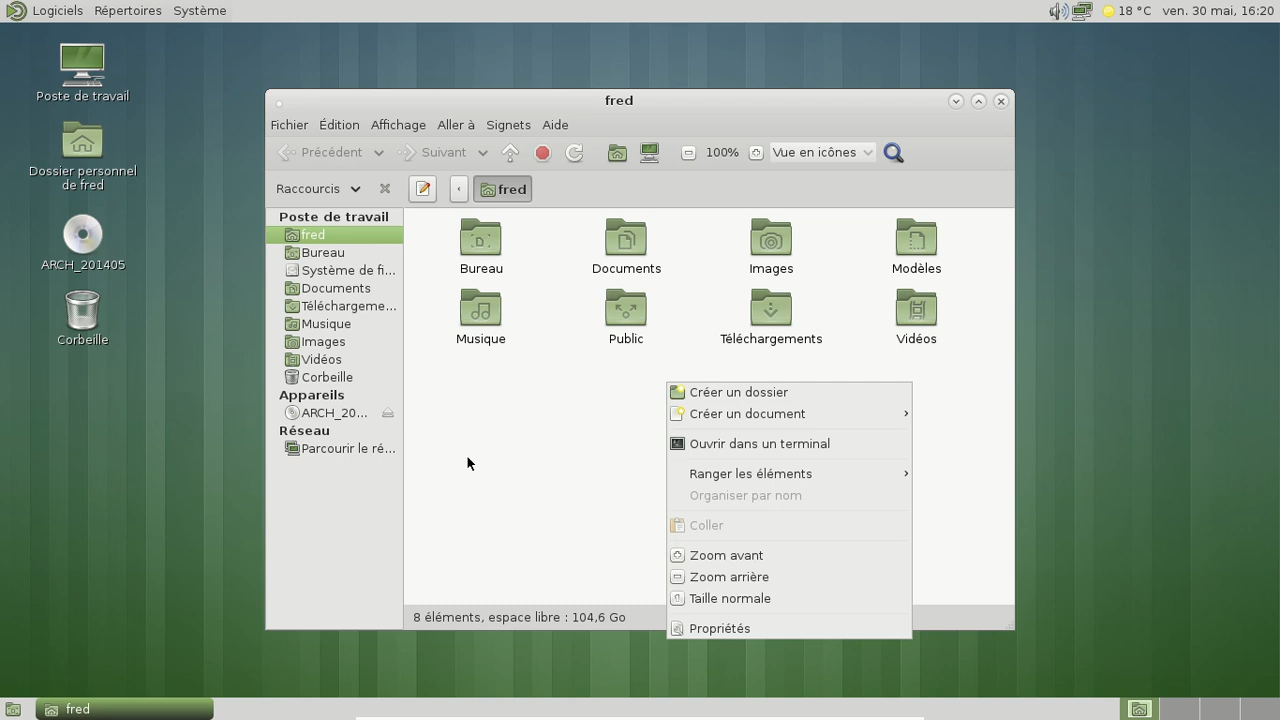 Logiciels Répertoires Système 18 °C ven. 30 mai, 16:20
Poste de travail
Dossier personnel
de fred
ARCH_201405
Corbeille
fred
Fichier Édition Affichage Aller à Signets Aide
Précédent Suivant 100% Vue en icônes
Raccourcis fred
Poste de travail
fred
Bureau
Système de fi...
Documents
Téléchargeme...
Musique
Images
Vidéos
Corbeille
Appareils
ARCH_20...
Réseau
Parcourir le ré...
Bureau Documents Images Modèles
Musique Public Téléchargements Vidéos
Créer un dossier
Créer un document
Ouvrir dans un terminal
Ranger les éléments
Organiser par nom
Coller
Zoom avant
Zoom arrière
Taille normale
Propriétés
8 éléments, espace libre : 104,6 Go
fred